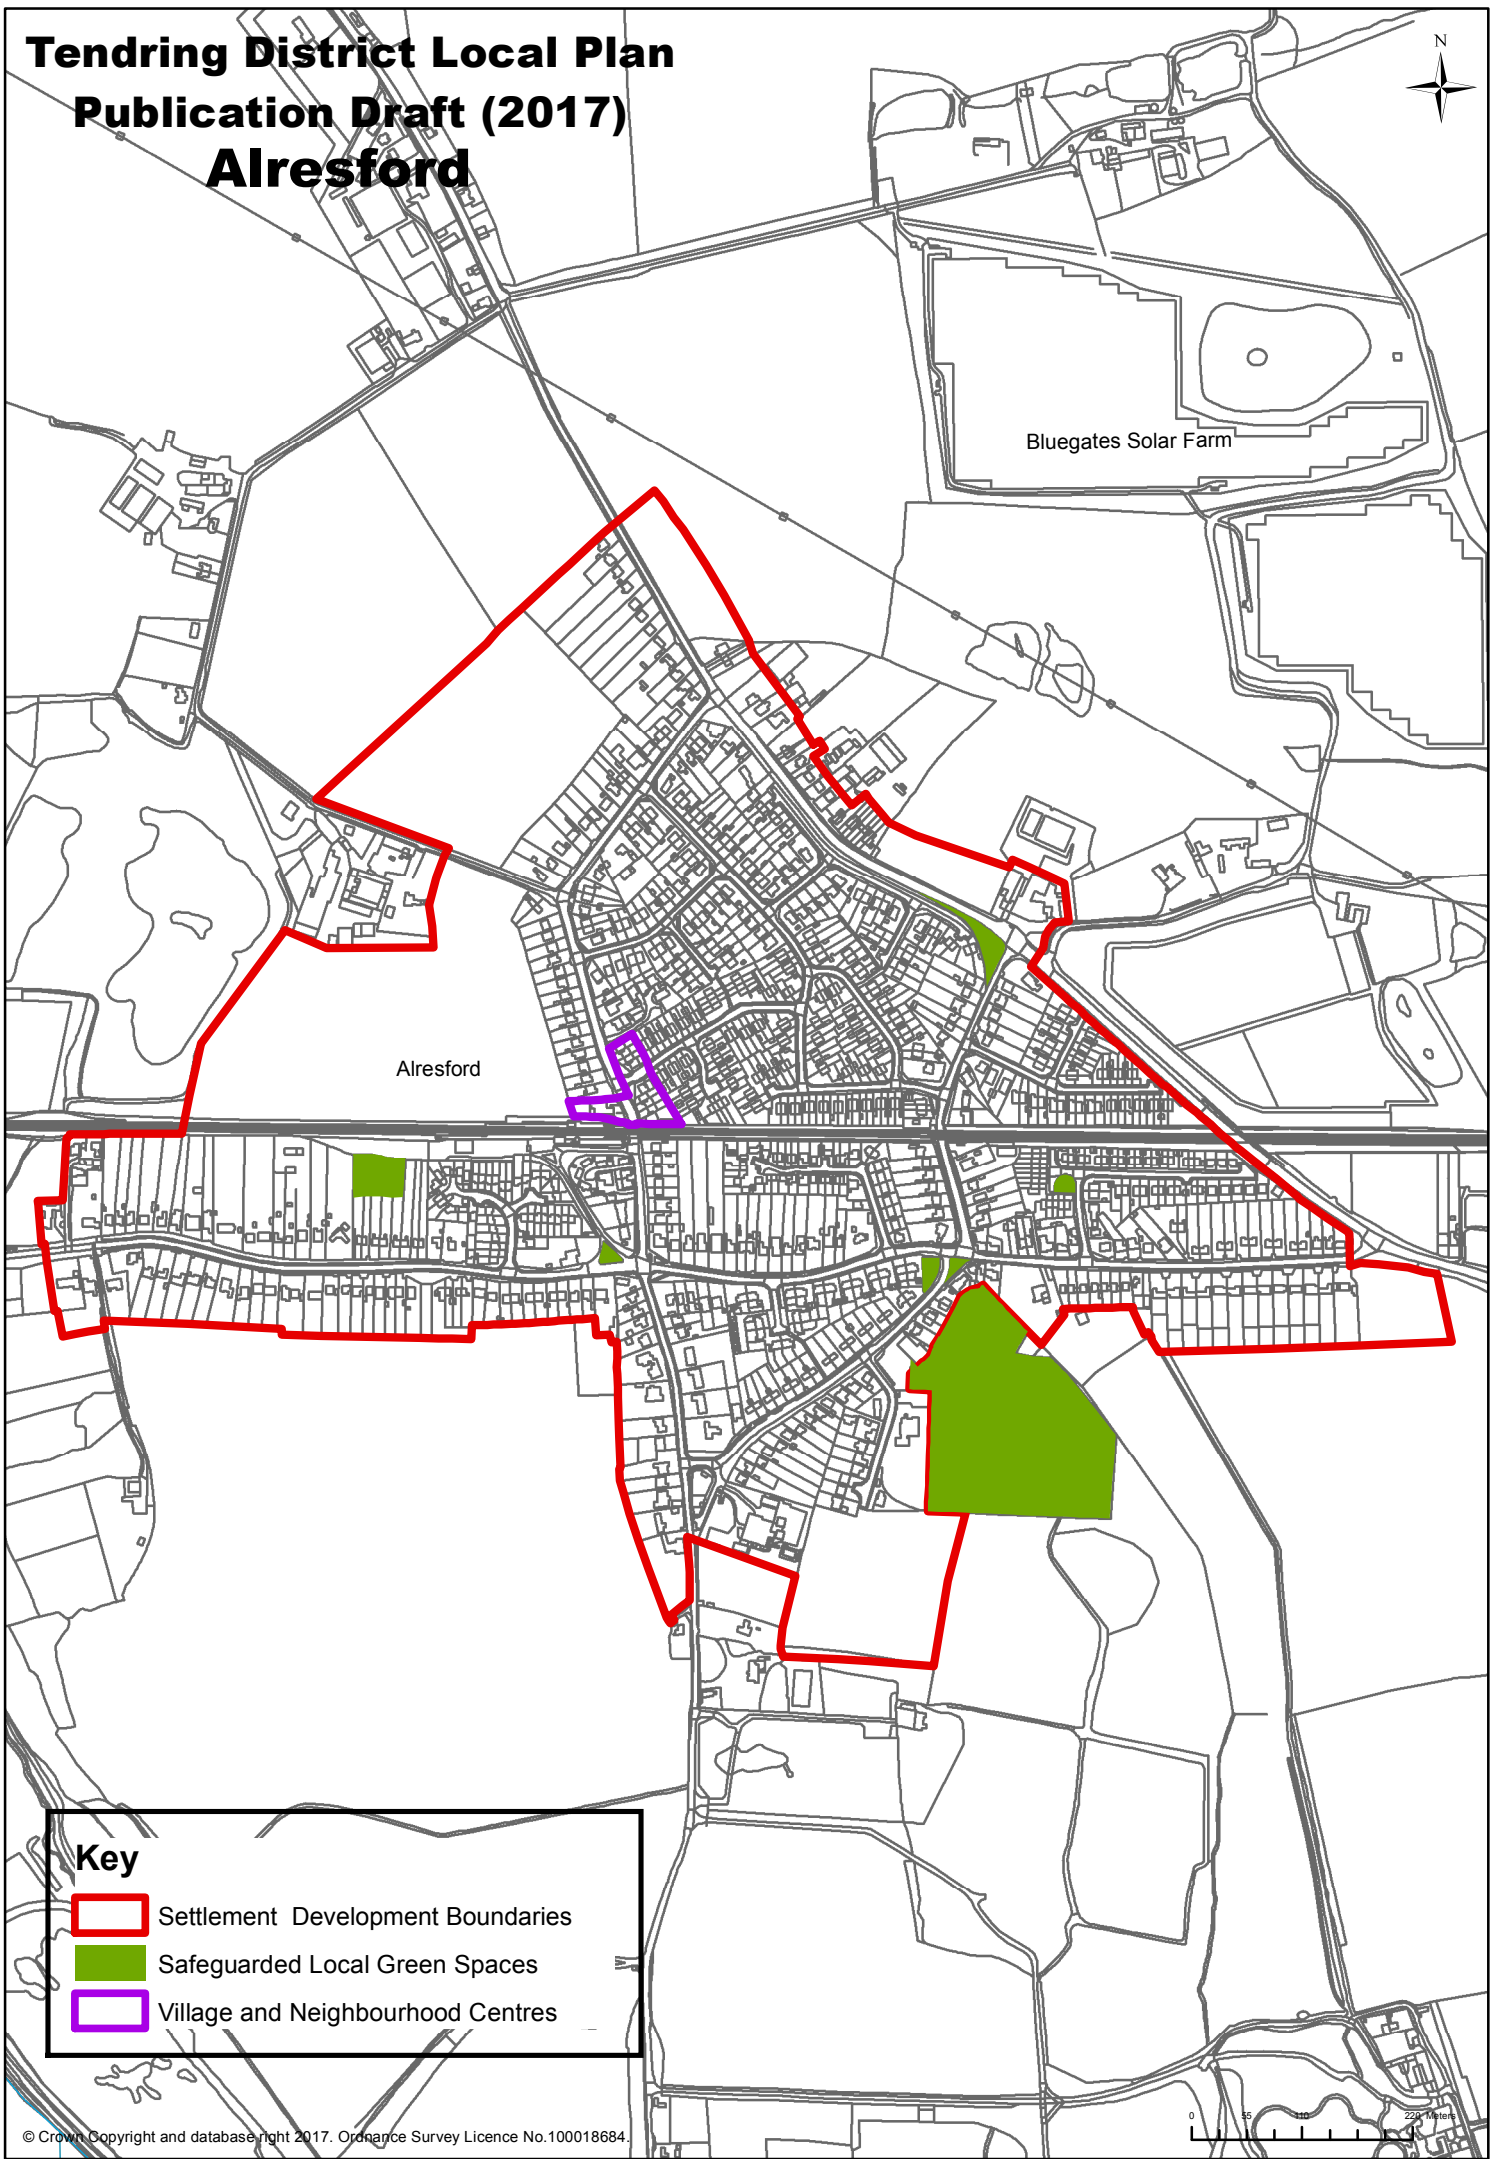 Tendring District Local Plan
Publication Draft (2017)
Alresford
N
Bluegates Solar Farm
Alresford
Key
Settlement Development Boundaries
Safeguarded Local Green Spaces
Village and Neighbourhood Centres
0 55 110 220 Meters
© Crown Copyright and database right 2017. Ordnance Survey Licence No.100018684.